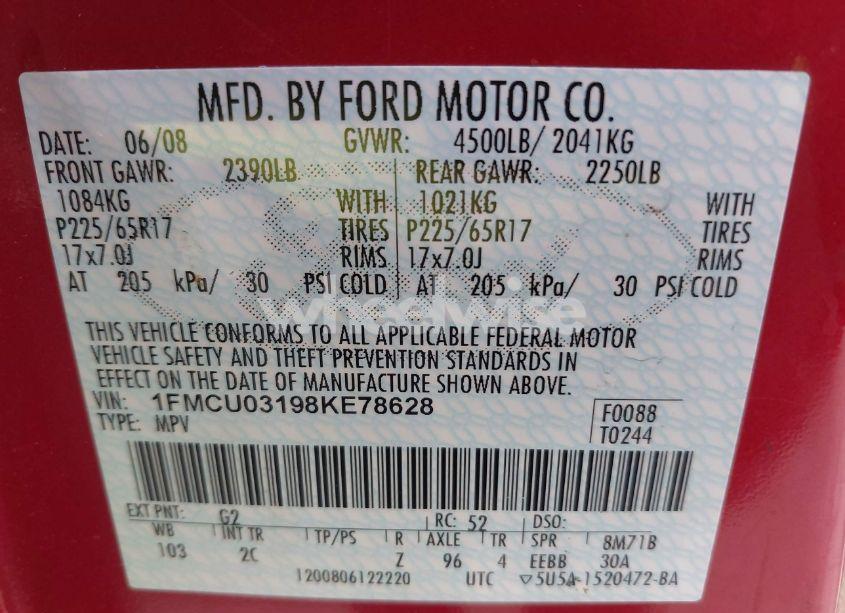 MFD. BY FORD MOTOR CO.
DATE: 06/08 GVWR: 4500LB/ 2041KG
FRONT GAWR: 2390LB REAR GAWR: 2250LB
1084KG WITH 1021KG WITH
P225/65R17 TIRES P225/65R17 TIRES
17x7.0J RIMS 17x7.0J RIMS
AT 205 kPa/ 30 PSI COLD AT 205 kPa/ 30 PSI COLD
wheelwise
THIS VEHICLE CONFORMS TO ALL APPLICABLE FEDERAL MOTOR
VEHICLE SAFETY AND THEFT PREVENTION STANDARDS IN
EFFECT ON THE DATE OF MANUFACTURE SHOWN ABOVE.
VIN: 1FMCU03198KE78628 F0088
TYPE: MPV T0244
EXT PNT: G2 RC: 52 DSO:
WB INT TR TP/PS R AXLE TR SPR 8M71B
103 2C Z 96 4 EEBB 30A
1200806122220 UTC ▽5U5A-1520472-BA